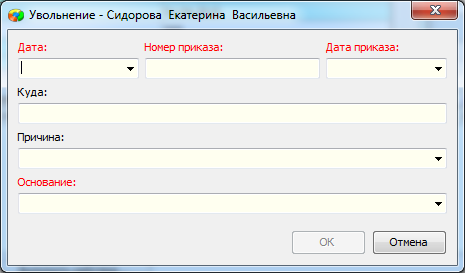 Увольнение - Сидорова Екатерина Васильевна
Дата: Номер приказа: Дата приказа:
Куда:
Причина:
Основание:
OK Отмена